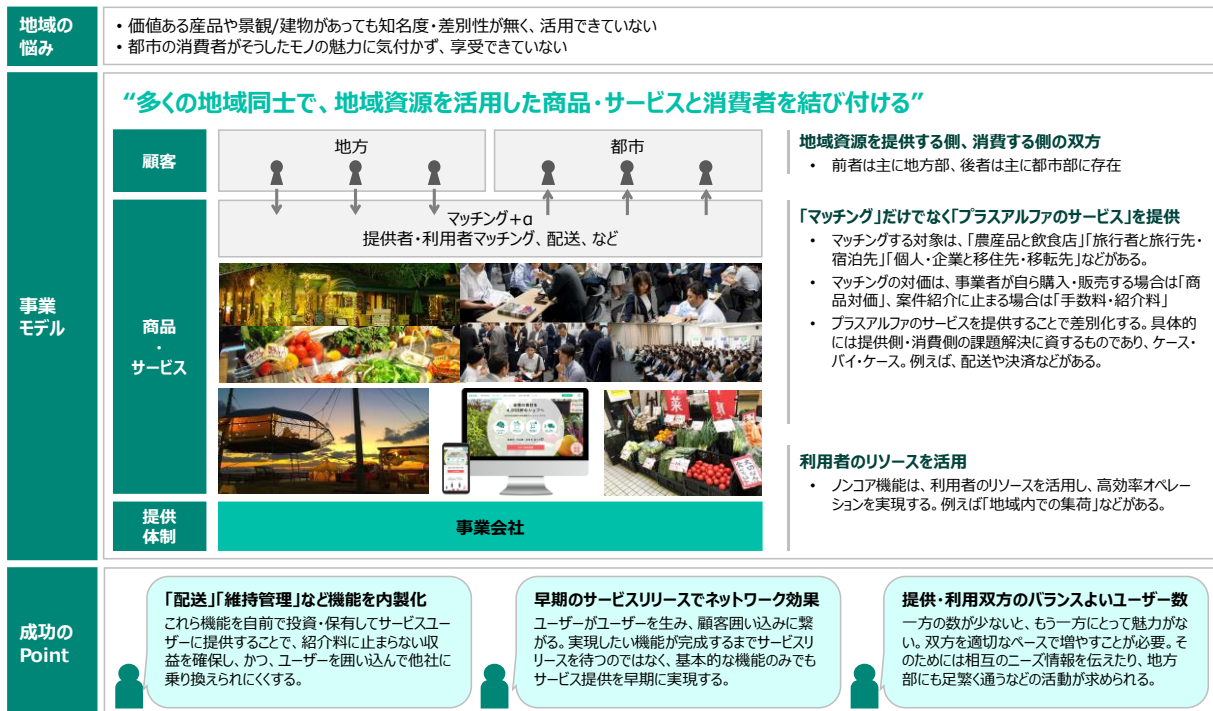 地域の
悩み
• 価値ある産品や景観/建物があっても知名度・差別性が無く、活用できていない
• 都市の消費者がそうしたモノの魅力に気付かず、享受できていない
事業
モデル
“多くの地域同士で、地域資源を活用した商品・サービスと消費者を結び付ける”
顧客
地方
都市
マッチング+α
提供者・利用者マッチング、配送、など
商品
・
サービス
提供
体制
事業会社
地域資源を提供する側、消費する側の双方
• 前者は主に地方部、後者は主に都市部に存在
「マッチング」だけでなく「プラスアルファのサービス」を提供
• マッチングする対象は、「農産品と飲食店」「旅行者と旅行先・
宿泊先」「個人・企業と移住先・移転先」などがある。
• マッチングの対価は、事業者が自ら購入・販売する場合は「商
品対価」、案件紹介に止まる場合は「手数料・紹介料」
• プラスアルファのサービスを提供することで差別化する。具体的
には提供側・消費側の課題解決に資するものであり、ケース・
バイ・ケース。例えば、配送や決済などがある。
利用者のリソースを活用
• ノンコア機能は、利用者のリソースを活用し、高効率オペレー
ションを実現する。例えば「地域内での集荷」などがある。
成功の
Point
「配送」「維持管理」など機能を内製化
これら機能を自前で投資・保有してサービスユー
ザーに提供することで、紹介料に止まらない収
益を確保し、かつ、ユーザーを囲い込んで他社に
乗り換えられにくくする。
早期のサービスリリースでネットワーク効果
ユーザーがユーザーを生み、顧客囲い込みに繋
がる。実現したい機能が完成するまでサービスリ
リースを待つのではなく、基本的な機能のみでも
サービス提供を早期に実現する。
提供・利用双方のバランスよいユーザー数
一方の数が少ないと、もう一方にとって魅力がな
い。双方を適切なペースで増やすことが必要。そ
のためには相互のニーズ情報を伝えたり、地方
部にも足繁く通うなどの活動が求められる。